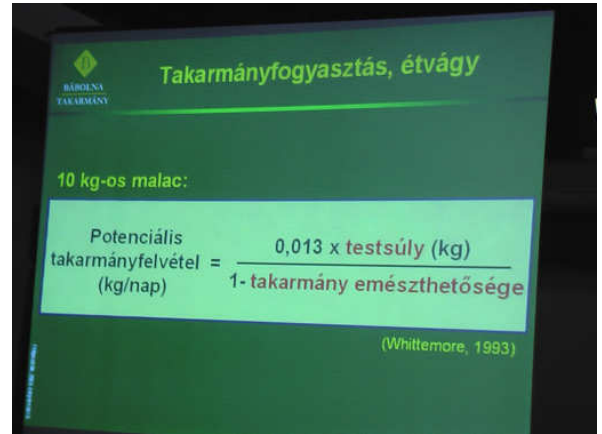 BÁBOLNA
TAKARMÁNY
Takarmányfogyasztás, étvágy
10 kg-os malac:
Potenciális
takarmányfelvétel =
(kg/nap)
0,013 x testsúly (kg)
1- takarmány emészthetősége
(Whittemore, 1993)